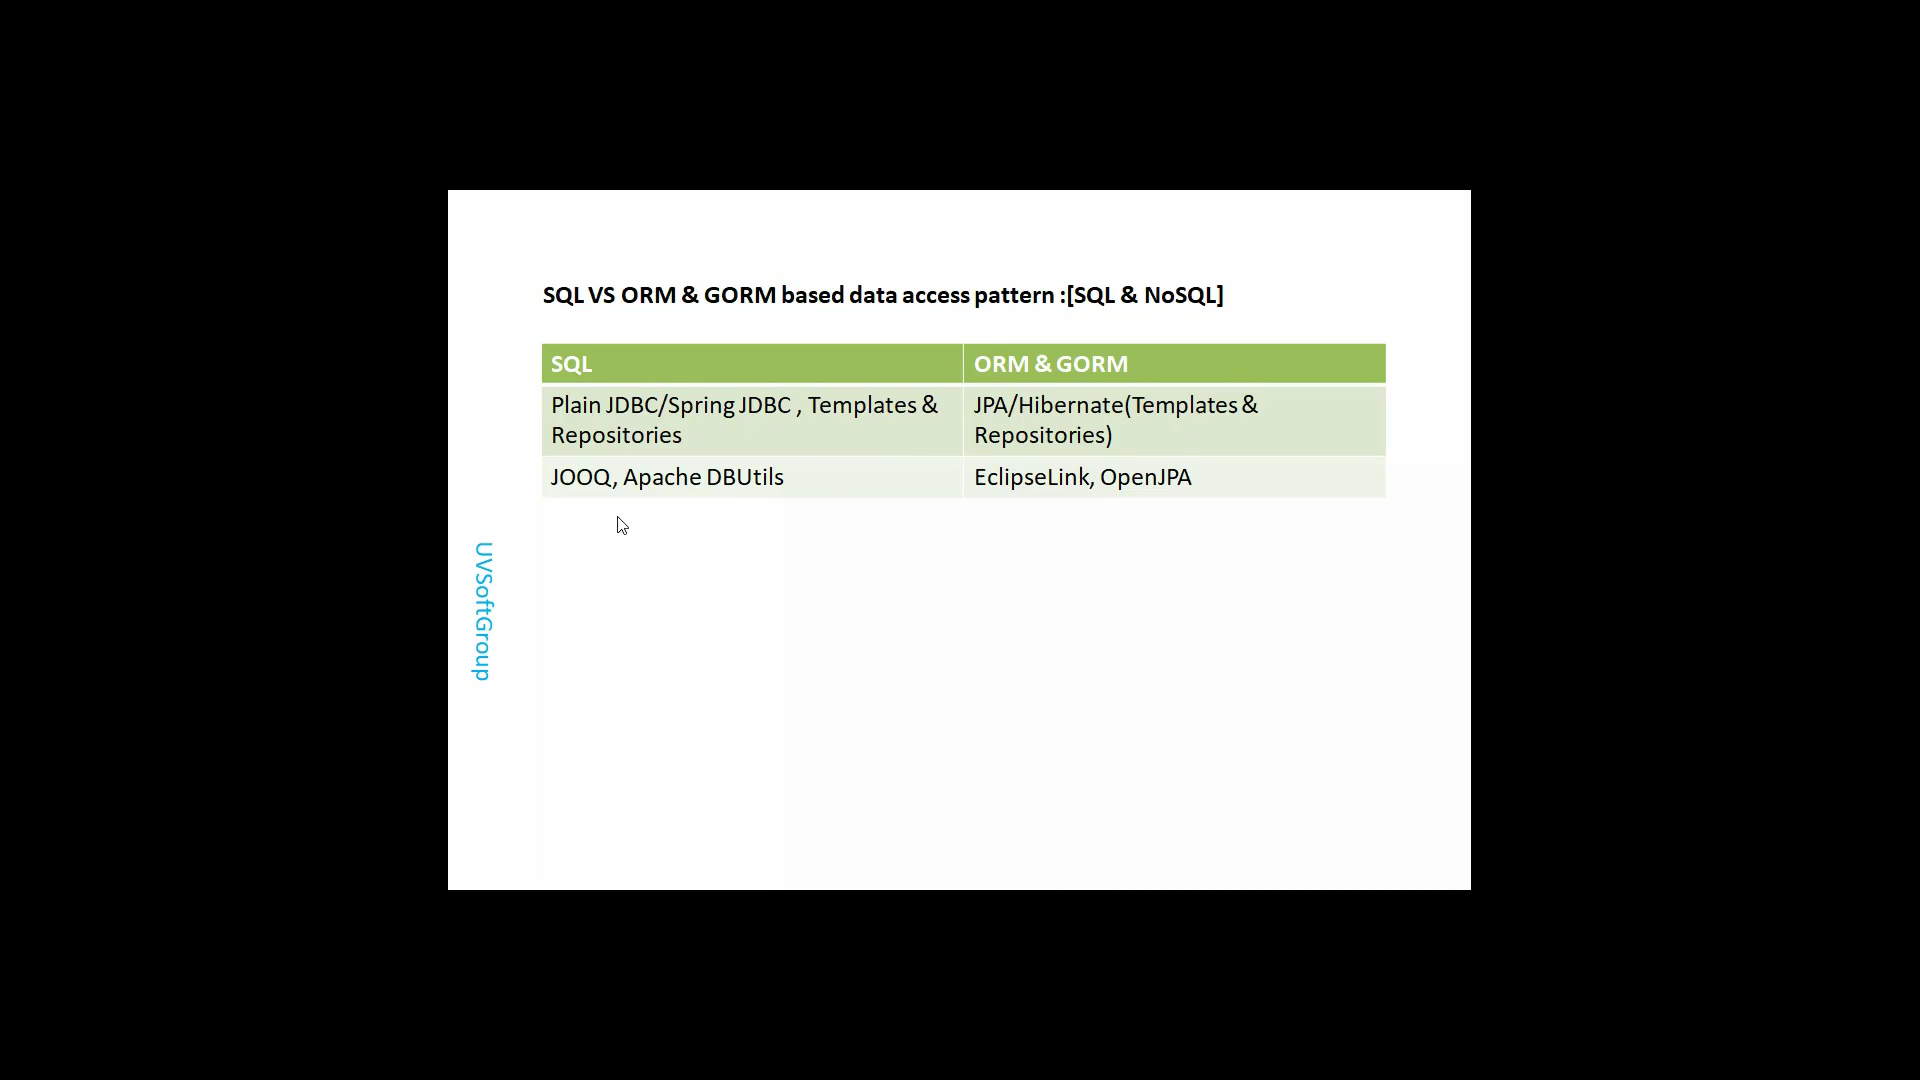 SQL VS ORM & GORM based data access pattern :[SQL & NoSQL]
SQL
ORM & GORM
Plain JDBC/Spring JDBC , Templates &
Repositories
JPA/Hibernate(Templates &
Repositories)
JOOQ, Apache DBUtils
EclipseLink, OpenJPA
UVSoftGroup